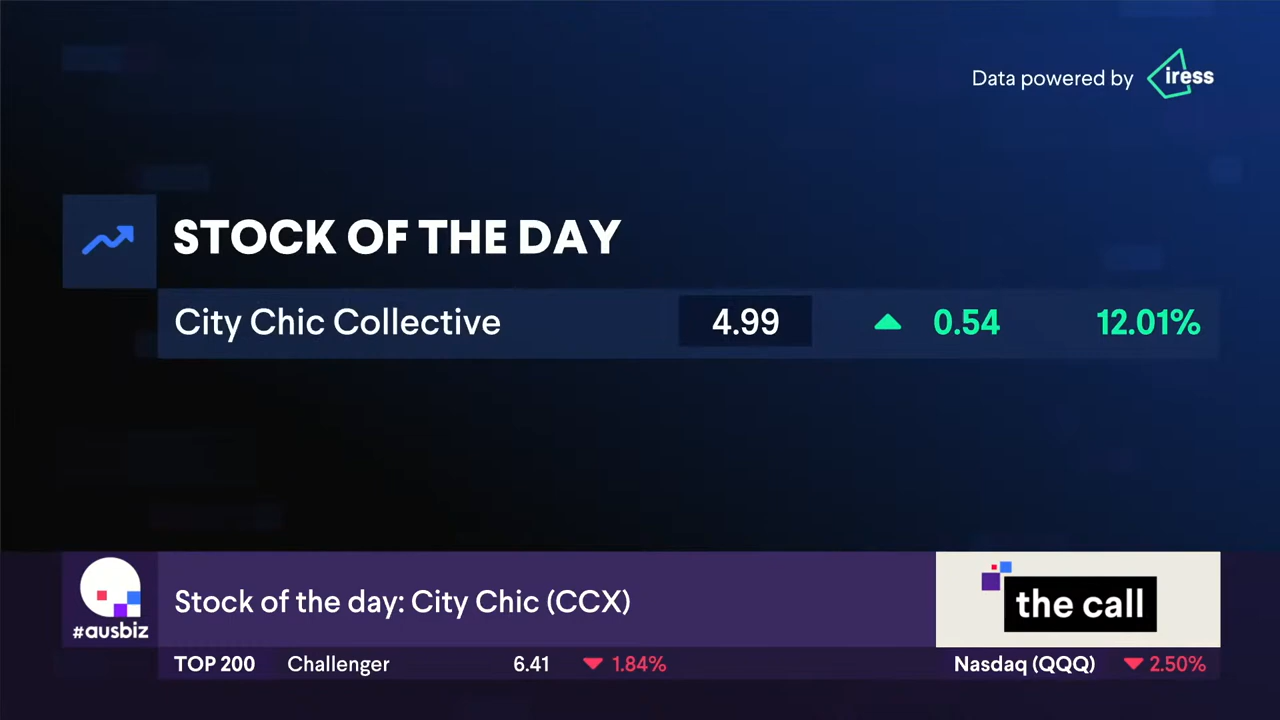 Data powered by iress
STOCK OF THE DAY
City Chic Collective 4.99 0.54 12.01%
Stock of the day: City Chic (CCX)
#ausbiz
the call
TOP 200 Challenger 6.41 1.84% Nasdaq (QQQ) 2.50%